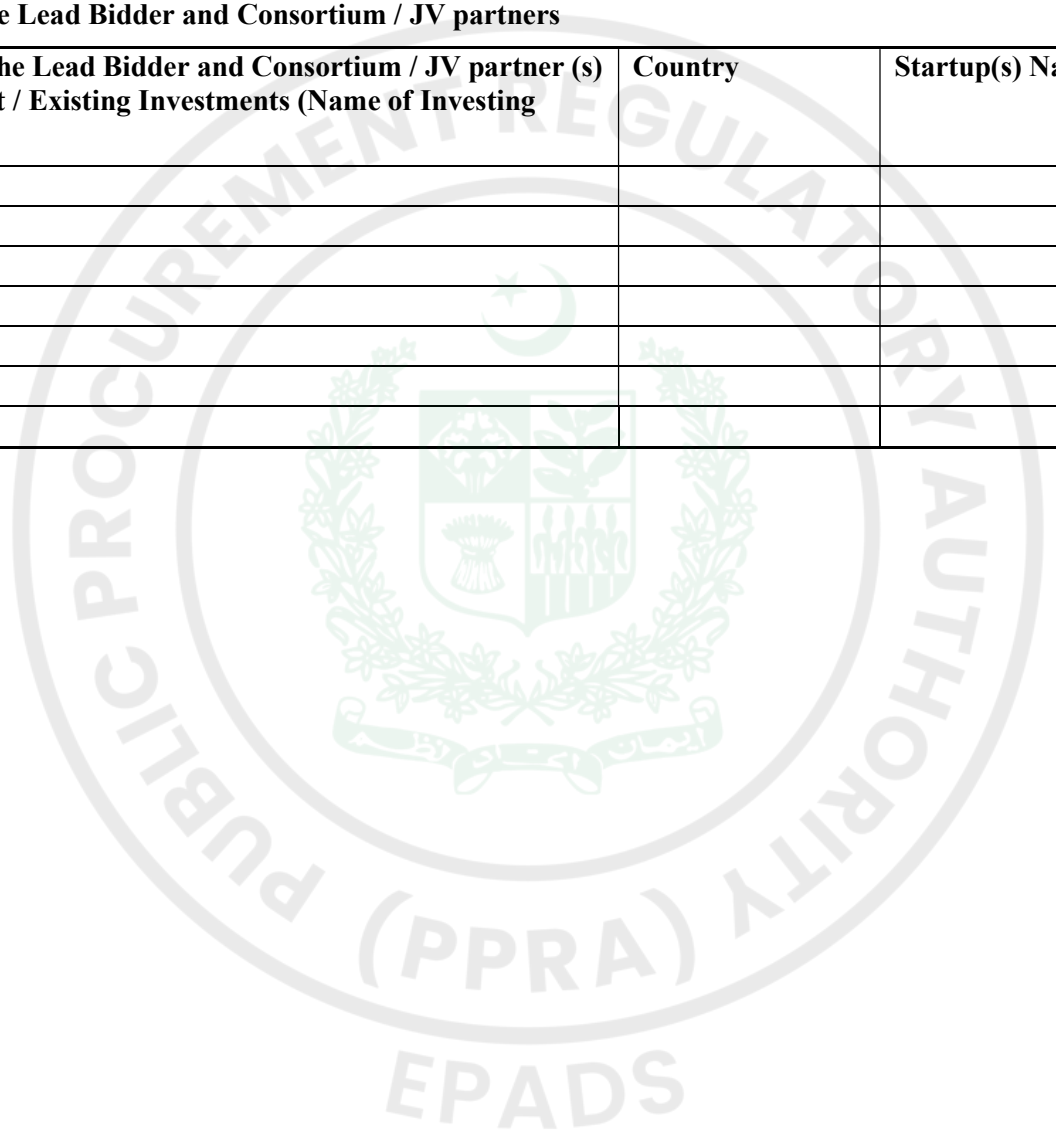 e Lead Bidder and Consortium / JV partners
he Lead Bidder and Consortium / JV partner (s)
t / Existing Investments (Name of Investing
Country
Startup(s) Na
PUBLIC PROCUREMENT REGULATORY AUTHORITY
(PPRA)
EPADS